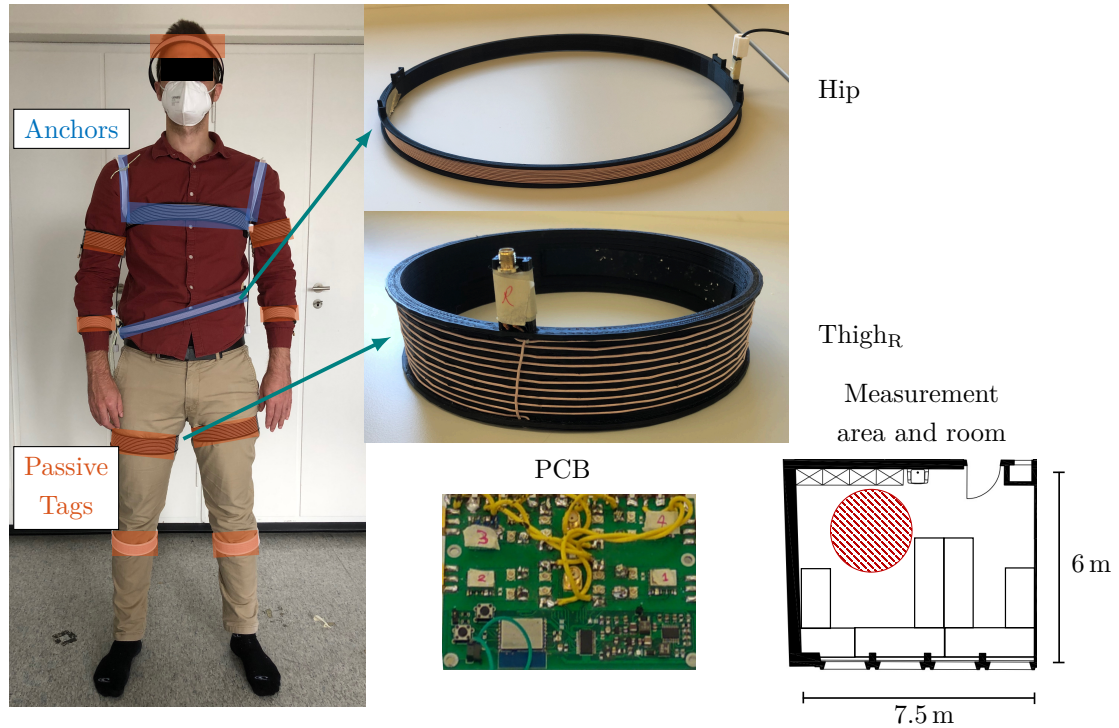 Anchors
Passive
Tags
Hip
R
Thigh_R
PCB
3
4
2
1
Measurement
area and room
6 m
7.5 m